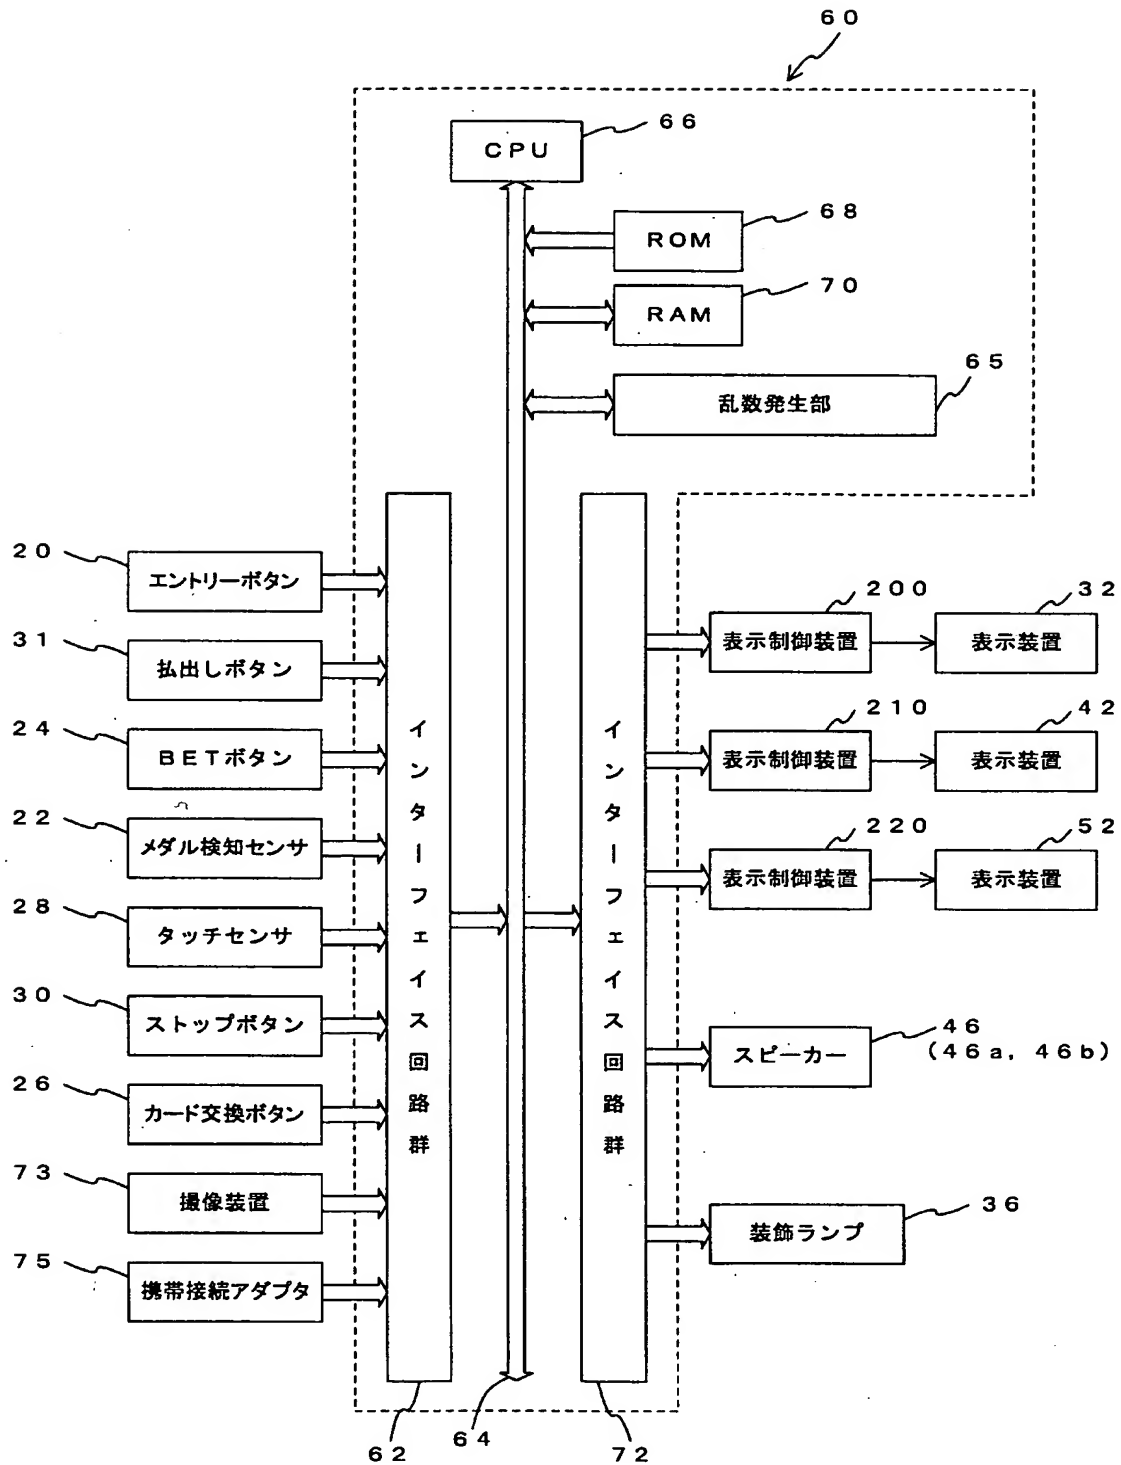 ６０
ＣＰＵ
６６
ＲＯＭ
６８
ＲＡＭ
７０
乱数発生部
６５
２０
エントリーボタン
３１
払出しボタン
２４
ＢＥＴボタン
２２
メダル検知センサ
２８
タッチセンサ
３０
ストップボタン
２６
カード交換ボタン
７３
撮像装置
７５
携帯接続アダプタ
インターフェイス回路群
６２
６４
インターフェイス回路群
７２
２００
表示制御装置
３２
表示装置
２１０
表示制御装置
４２
表示装置
２２０
表示制御装置
５２
表示装置
スピーカー
４６
（４６ａ，４６ｂ）
装飾ランプ
３６